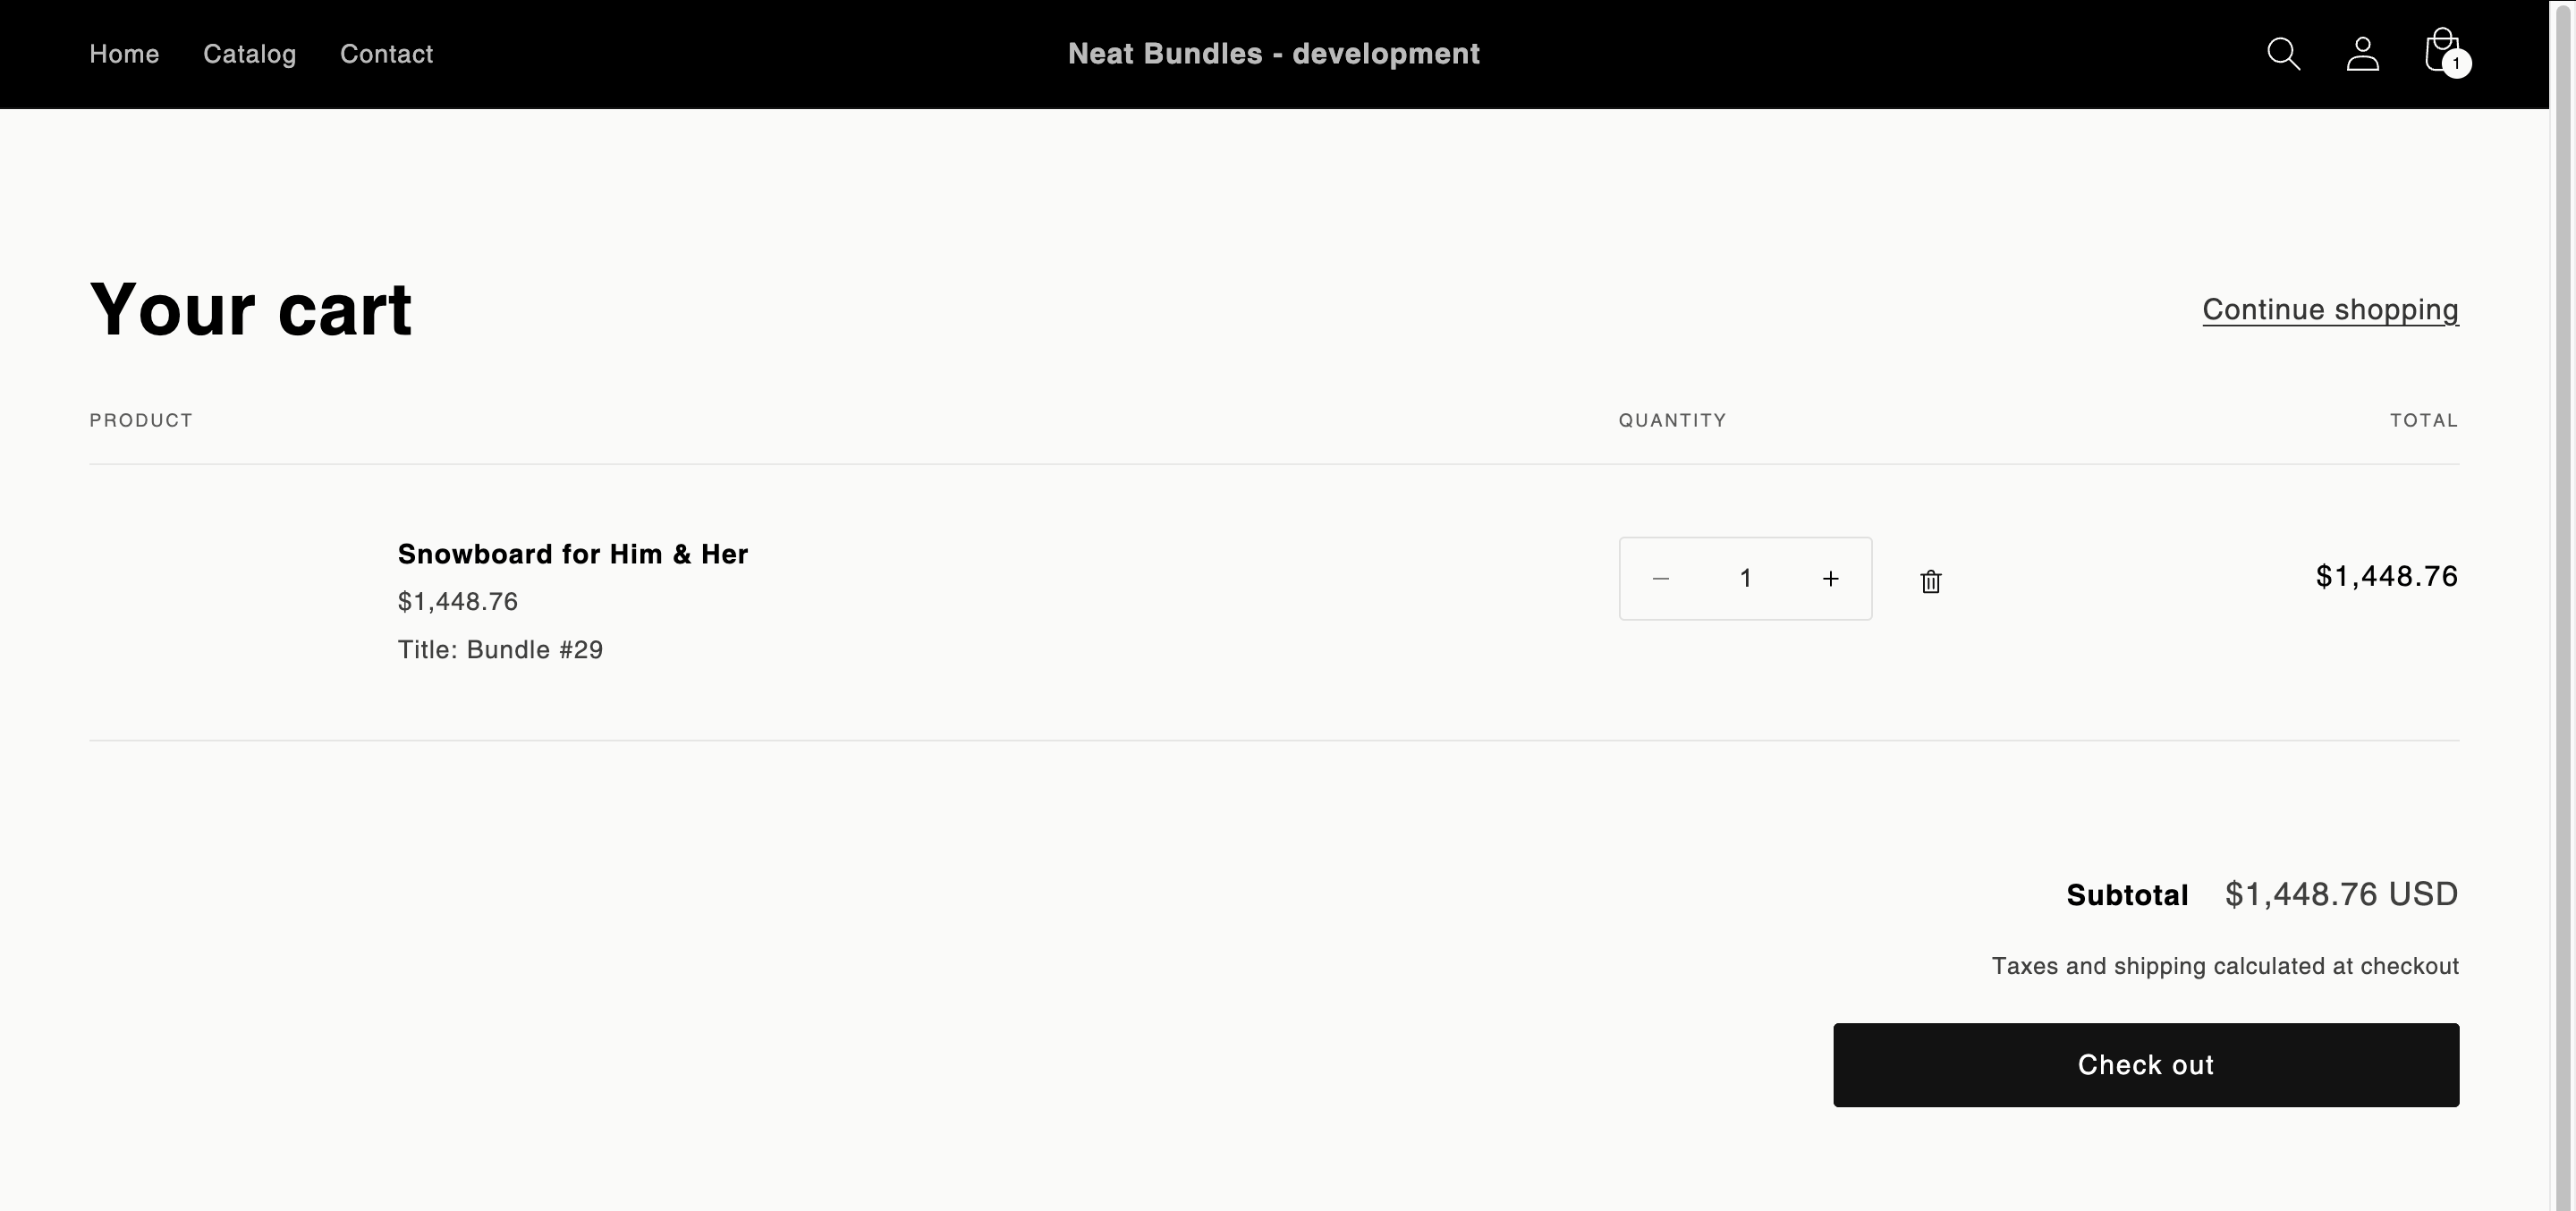 Home Catalog Contact Neat Bundles - development 1
Your cart Continue shopping
PRODUCT QUANTITY TOTAL
Snowboard for Him & Her
$1,448.76
Title: Bundle #29
1 $1,448.76
Subtotal $1,448.76 USD
Taxes and shipping calculated at checkout
Check out